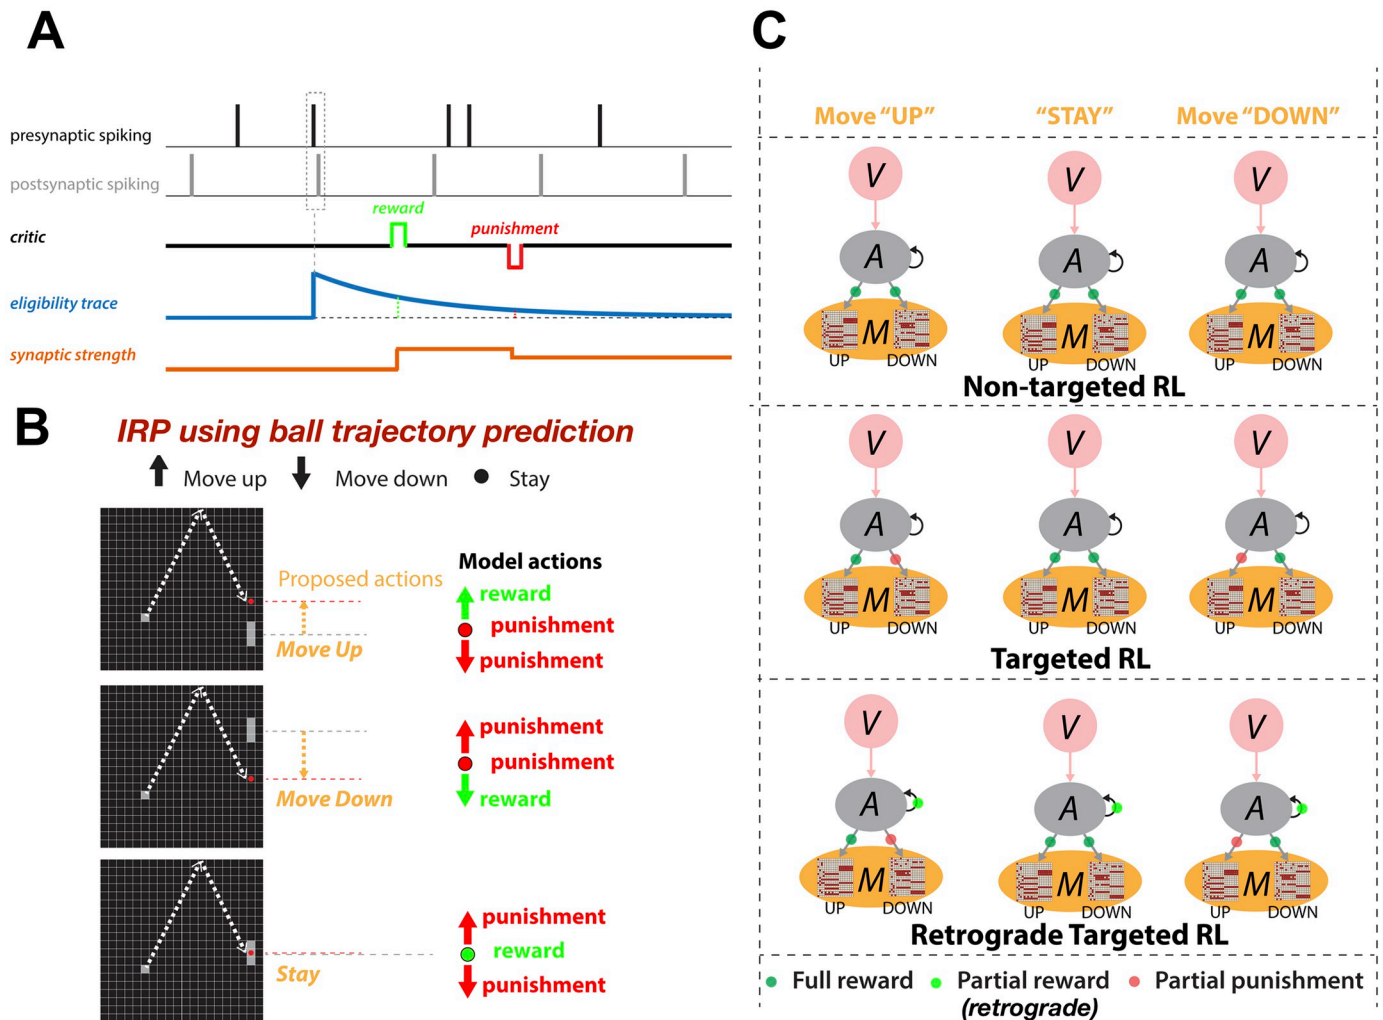 A
presynaptic spiking
postsynaptic spiking
reward
critic
punishment
eligibility trace
synaptic strength
B
IRP using ball trajectory prediction
Move up
Move down
Stay
Model actions
Proposed actions
reward
punishment
Move Up
punishment
punishment
punishment
Move Down
reward
punishment
reward
Stay
punishment
C
Move “UP”
“STAY”
Move “DOWN”
V
V
V
A
A
A
M
M
M
UP
DOWN
UP
DOWN
UP
DOWN
Non-targeted RL
V
V
V
A
A
A
M
M
M
UP
DOWN
UP
DOWN
UP
DOWN
Targeted RL
V
V
V
A
A
A
M
M
M
UP
DOWN
UP
DOWN
UP
DOWN
Retrograde Targeted RL
Full reward
Partial reward
(retrograde)
Partial punishment